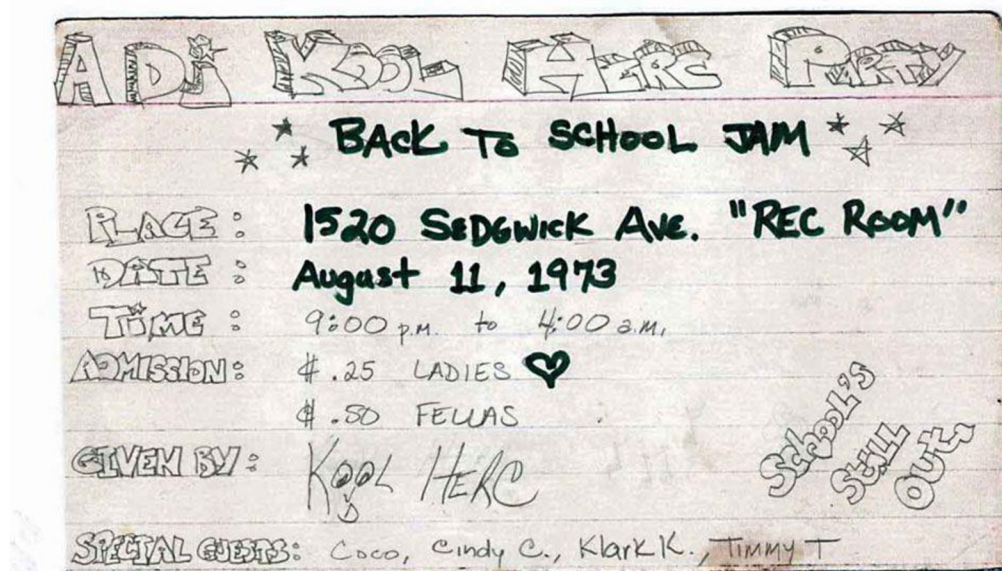 A DJ KOOL HERC PARTY
BACK TO SCHOOL JAM
PLACE: 1520 SEDGWICK AVE. "REC ROOM"
DATE: August 11, 1973
TIME: 9:00 p.m. to 4:00 a.m.
ADMISSION: $.25 LADIES
$.50 FELLAS
GIVEN BY: KOOL HERC
SCHOOL'S
STILL
OUT.
SPECIAL GUESTS: Coco, Cindy C., Klark K., TIMMY T